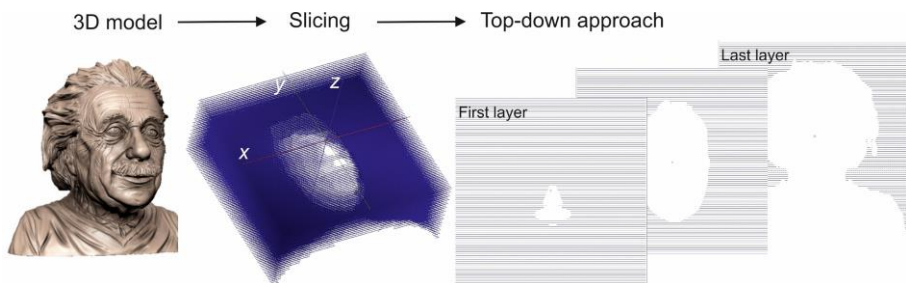 3D model
Slicing
Top-down approach
x
y
z
First layer
Last layer